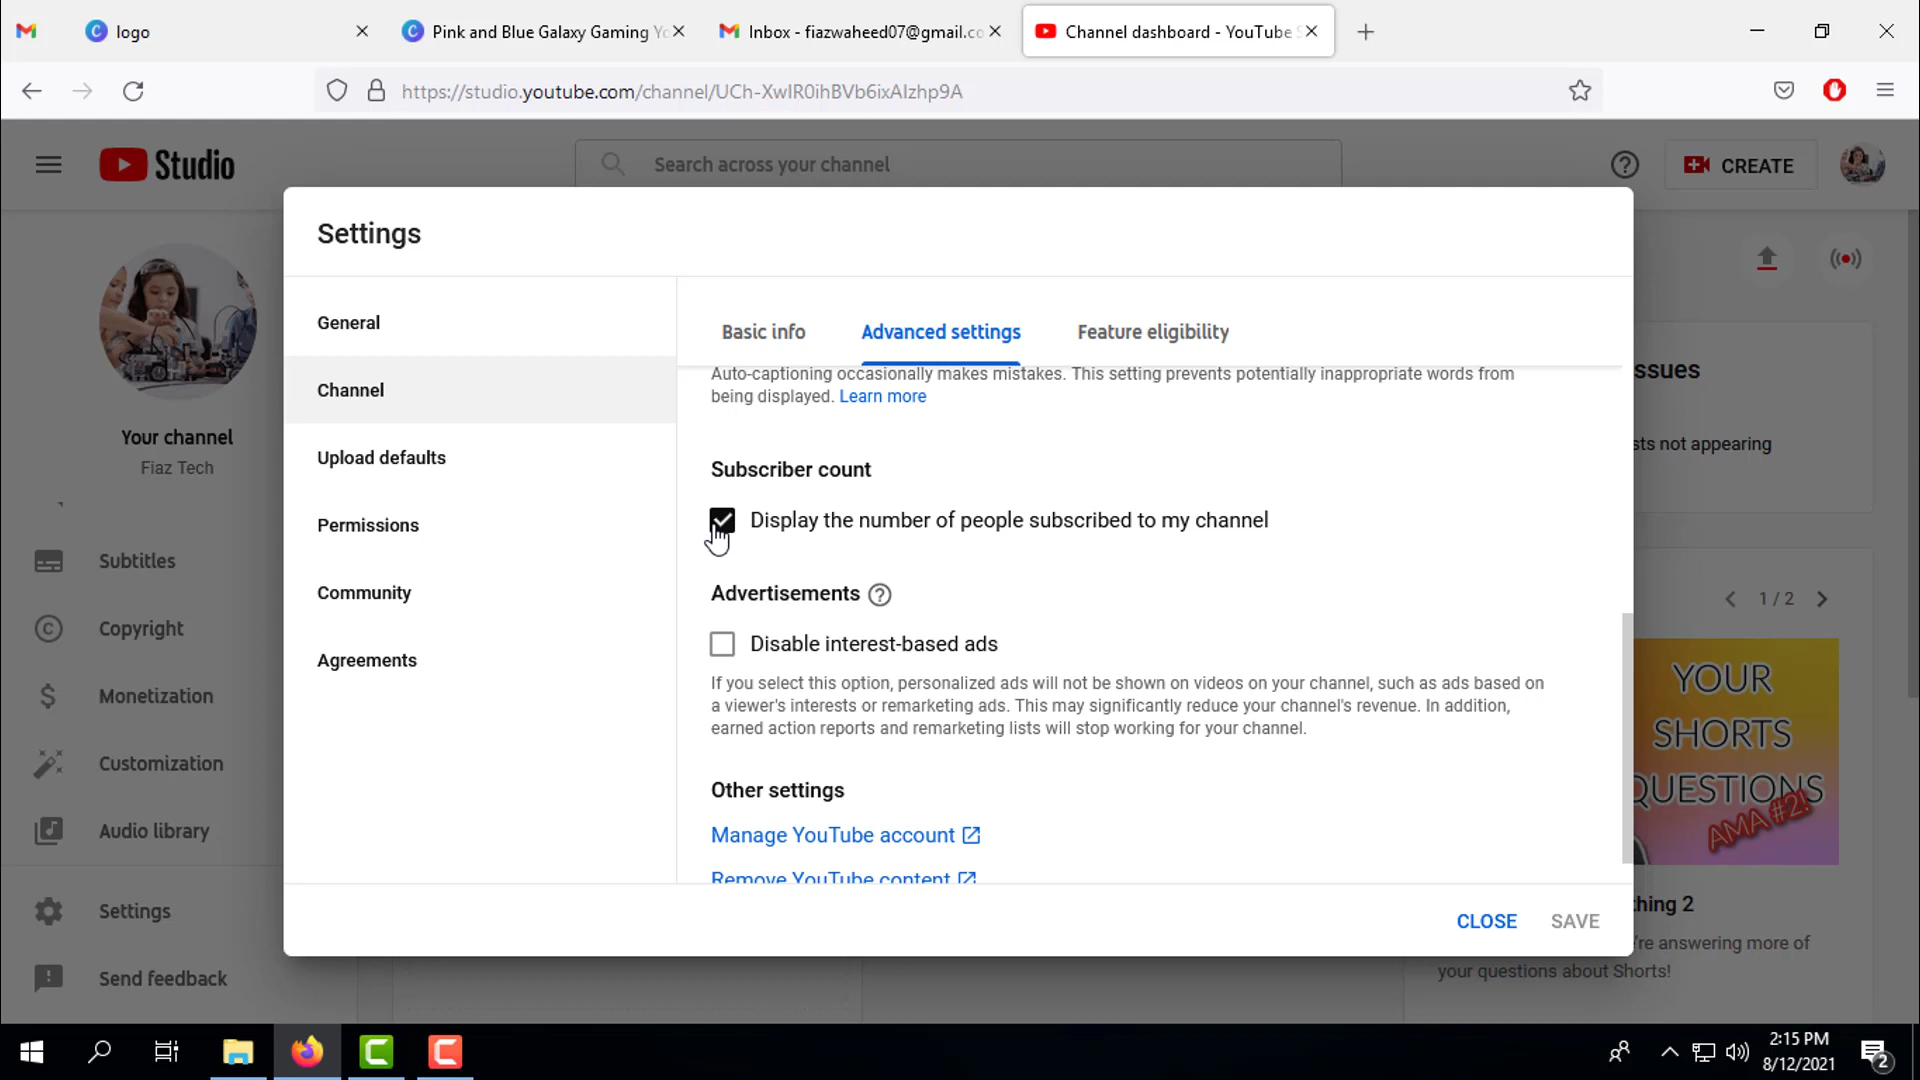 logo
Pink and Blue Galaxy Gaming Yo
Inbox - fiazwaheed07@gmail.co
Channel dashboard - YouTube S
https://studio.youtube.com/channel/UCh-XwIR0ihBVb6ixAIzhp9A
Studio
Search across your channel
CREATE
Settings
General
Channel
Upload defaults
Permissions
Community
Agreements
Basic info
Advanced settings
Feature eligibility
Auto-captioning occasionally makes mistakes. This setting prevents potentially inappropriate words from
being displayed. Learn more
Subscriber count
Display the number of people subscribed to my channel
Advertisements ?
Disable interest-based ads
If you select this option, personalized ads will not be shown on videos on your channel, such as ads based on
a viewer's interests or remarketing ads. This may significantly reduce your channel's revenue. In addition,
earned action reports and remarketing lists will stop working for your channel.
Other settings
Manage YouTube account
Remove YouTube content
CLOSE
SAVE
Your channel
Fiaz Tech
Subtitles
Copyright
Monetization
Customization
Audio library
Settings
Send feedback
ssues
sts not appearing
1 / 2
YOUR
SHORTS
QUESTIONS
AMA #2!
thing 2
're answering more of
your questions about Shorts!
2:15 PM
8/12/2021
2